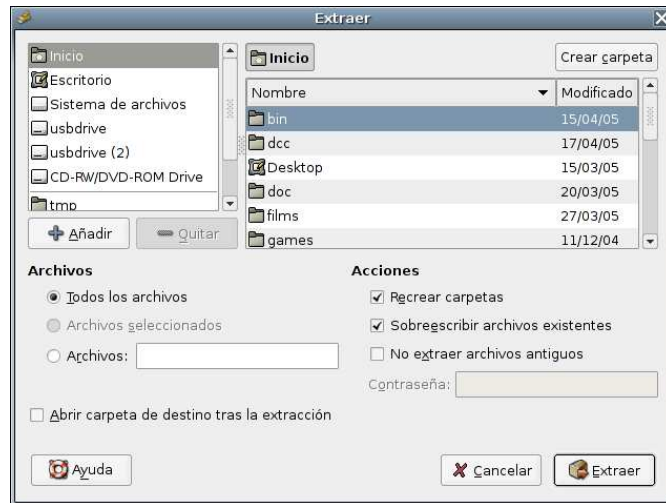 Extraer
Inicio
Escritorio
Sistema de archivos
usbdrive
usbdrive (2)
CD-RW/DVD-ROM Drive
tmp
Añadir
Quitar
Inicio
Crear carpeta
Nombre Modificado
bin 15/04/05
dcc 17/04/05
Desktop 15/03/05
doc 20/03/05
films 27/03/05
games 11/12/04
Archivos
Todos los archivos
Archivos seleccionados
Archivos:
Acciones
Recrear carpetas
Sobreescribir archivos existentes
No extraer archivos antiguos
Contraseña:
Abrir carpeta de destino tras la extracción
Ayuda
Cancelar
Extraer